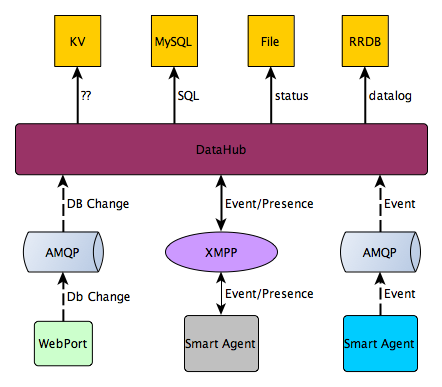 KV
MySQL
File
RRDB
??
SQL
status
datalog
DataHub
DB Change
Event/Presence
Event
AMQP
XMPP
AMQP
Db Change
Event/Presence
Event
WebPort
Smart Agent
Smart Agent